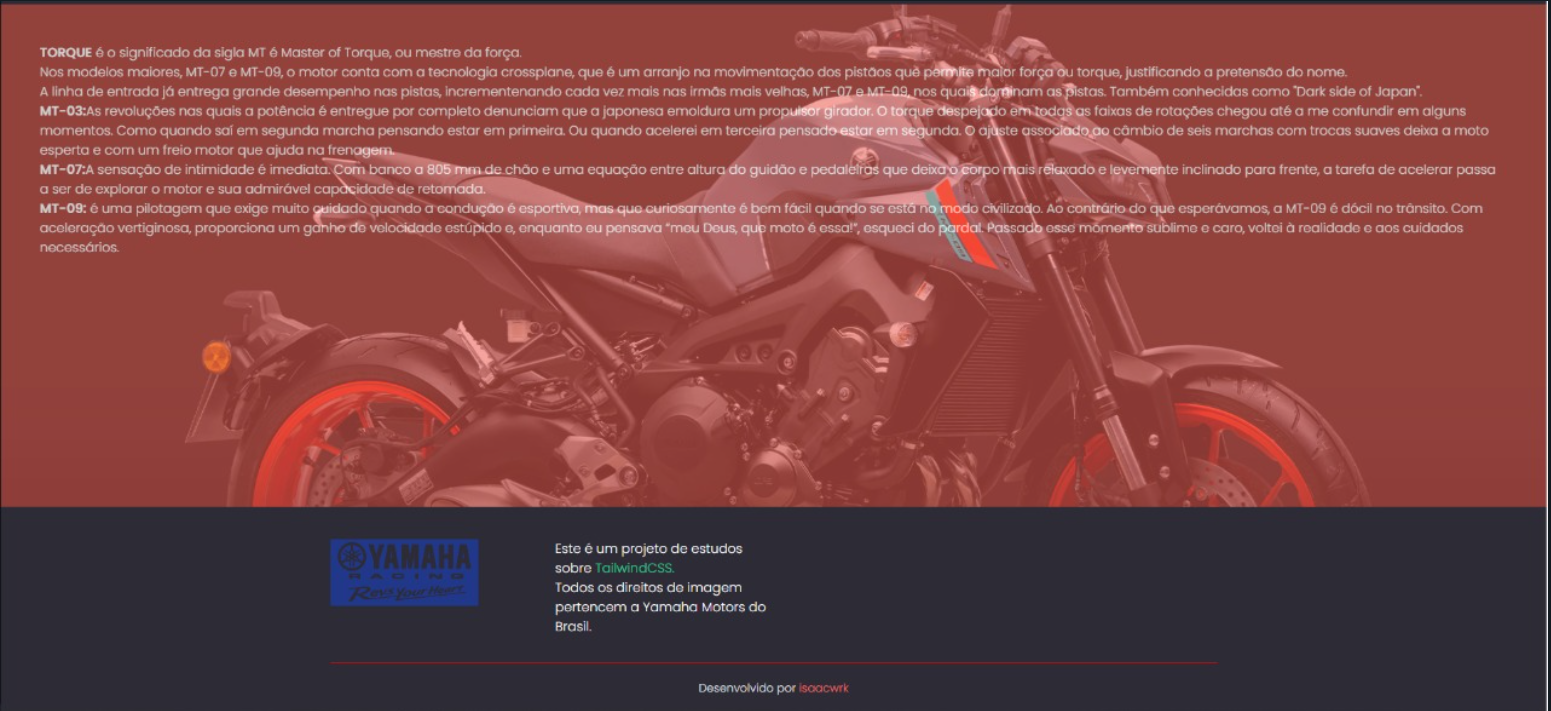 TORQUE é o significado da sigla MT é Master of Torque, ou mestre da força.
Nos modelos maiores, MT-07 e MT-09, o motor conta com a tecnologia crossplane, que é um arranjo na movimentação dos pistãos que permite maior força ou torque, justificando a pretensão do nome.
A linha de entrada já entrega grande desempenho nas pistas, incrementenando cada vez mais nas irmãs mais velhas, MT-07 e MT-09, nos quais dominam as pistas. Também conhecidas como "Dark side of Japan".
MT-03:As revoluções nas quais a potência é entregue por completo denunciam que a japonesa emoldura um propulsor girador. O torque despejado em todas as faixas de rotações chegou até a me confundir em alguns
momentos. Como quando saí em segunda marcha pensando estar em primeira. Ou quando acelerei em terceira pensado estar em segunda. O ajuste associado ao câmbio de seis marchas com trocas suaves deixa a moto
esperta e com um freio motor que ajuda na frenagem.
MT-07:A sensação de intimidade é imediata. Com banco a 805 mm de chão e uma equação entre altura do guidão e pedaleiras que deixa o corpo mais relaxado e levemente inclinado para frente, a tarefa de acelerar passa
a ser de explorar o motor e sua admirável capacidade de retomada.
MT-09: é uma pilotagem que exige muito cuidado quando a condução é esportiva, mas que curiosamente é bem fácil quando se está no modo civilizado. Ao contrário do que esperávamos, a MT-09 é dócil no trânsito. Com
aceleração vertiginosa, proporciona um ganho de velocidade estúpido e, enquanto eu pensava “meu Deus, que moto é essa!”, esqueci do pardal. Passado esse momento sublime e caro, voltei à realidade e aos cuidados
necessários.
YAMAHA
RACING
Revs Your Heart
Este é um projeto de estudos
sobre TailwindCSS.
Todos os direitos de imagem
pertencem a Yamaha Motors do
Brasil.
Desenvolvido por isaacwrk